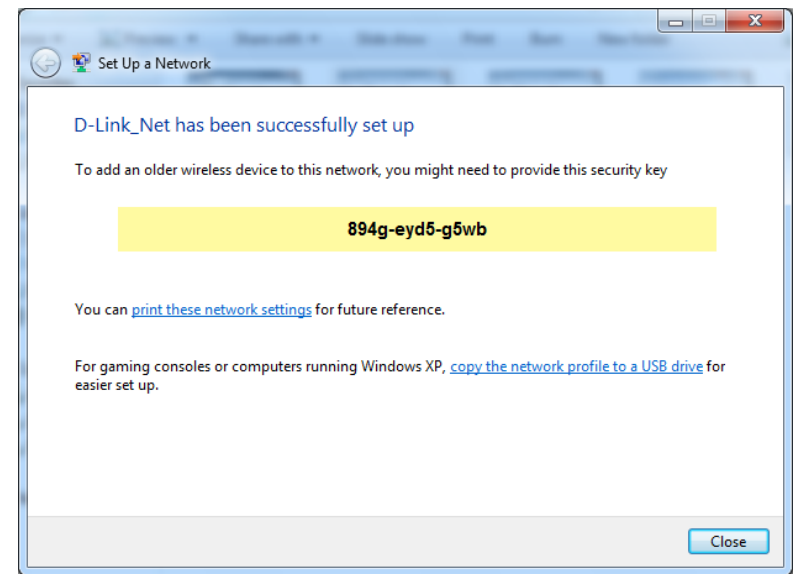 Set Up a Network
D-Link_Net has been successfully set up
To add an older wireless device to this network, you might need to provide this security key
894g-eyd5-g5wb
You can print these network settings for future reference.
For gaming consoles or computers running Windows XP, copy the network profile to a USB drive for
easier set up.
Close